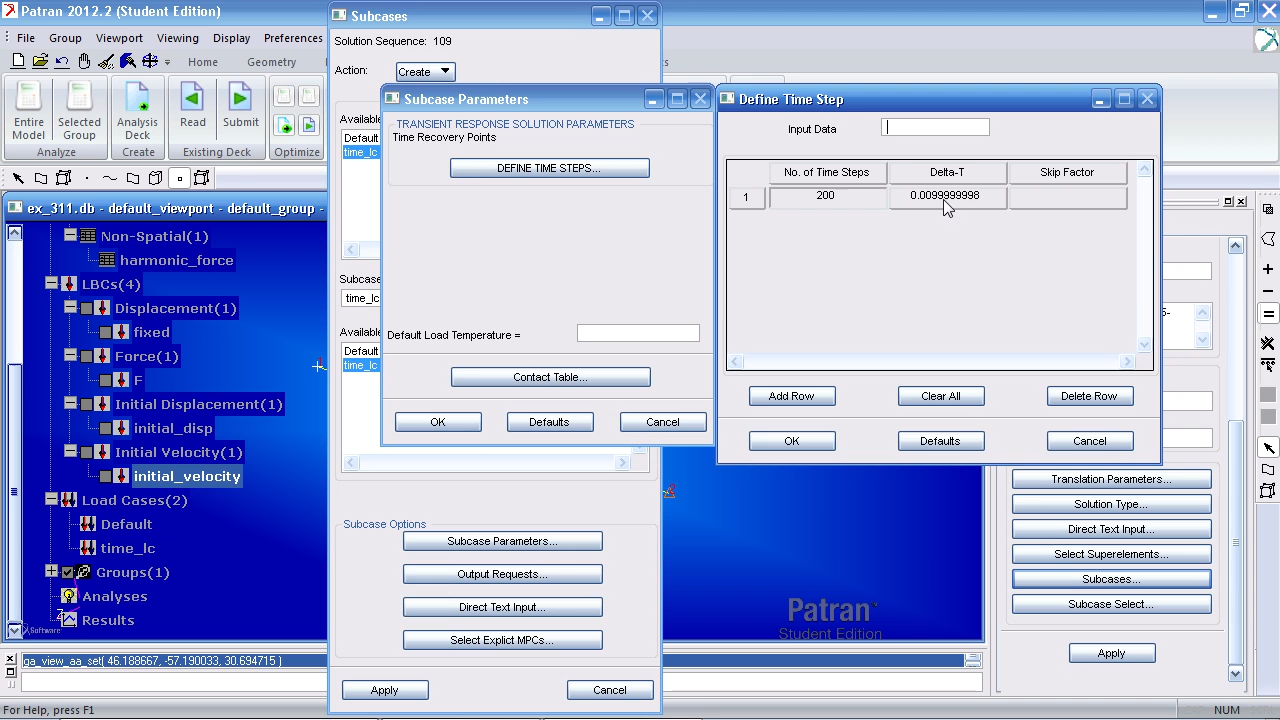 Patran 2012.2 (Student Edition)
File Group Viewport Viewing Display Preferences
Home Geometry
Entire Model
Selected Group
Analyze
Analysis Deck
Create
Read
Submit
Existing Deck
Optimize
ex_311.db - default_viewport - default_group -
Non-Spatial(1)
harmonic_force
LBCs(4)
Displacement(1)
fixed
Force(1)
F
Initial Displacement(1)
initial_disp
Initial Velocity(1)
initial_velocity
Load Cases(2)
Default
time_lc
Groups(1)
Analyses
Results
Z
Software
Subcases
Solution Sequence: 109
Action: Create
Available
Default
time_lc
Subcase
time_lc
Available
Default
time_lc
Subcase Options
Subcase Parameters...
Output Requests...
Direct Text Input...
Select Explict MPCs...
Apply Cancel
Subcase Parameters
TRANSIENT RESPONSE SOLUTION PARAMETERS
Time Recovery Points
DEFINE TIME STEPS...
Default Load Temperature =
Contact Table...
OK Defaults Cancel
Define Time Step
Input Data
No. of Time Steps Delta-T Skip Factor
1 200 0.0099999998
Add Row Clear All Delete Row
OK Defaults Cancel
Translating Parameters...
Solution Type...
Direct Text Input...
Select Superelements...
Subcases...
Subcase Select...
Apply
Patran™
Student Edition
ga_view_aa_set( 46.188667, -57.190033, 30.694715 )
For Help, press F1
NUM